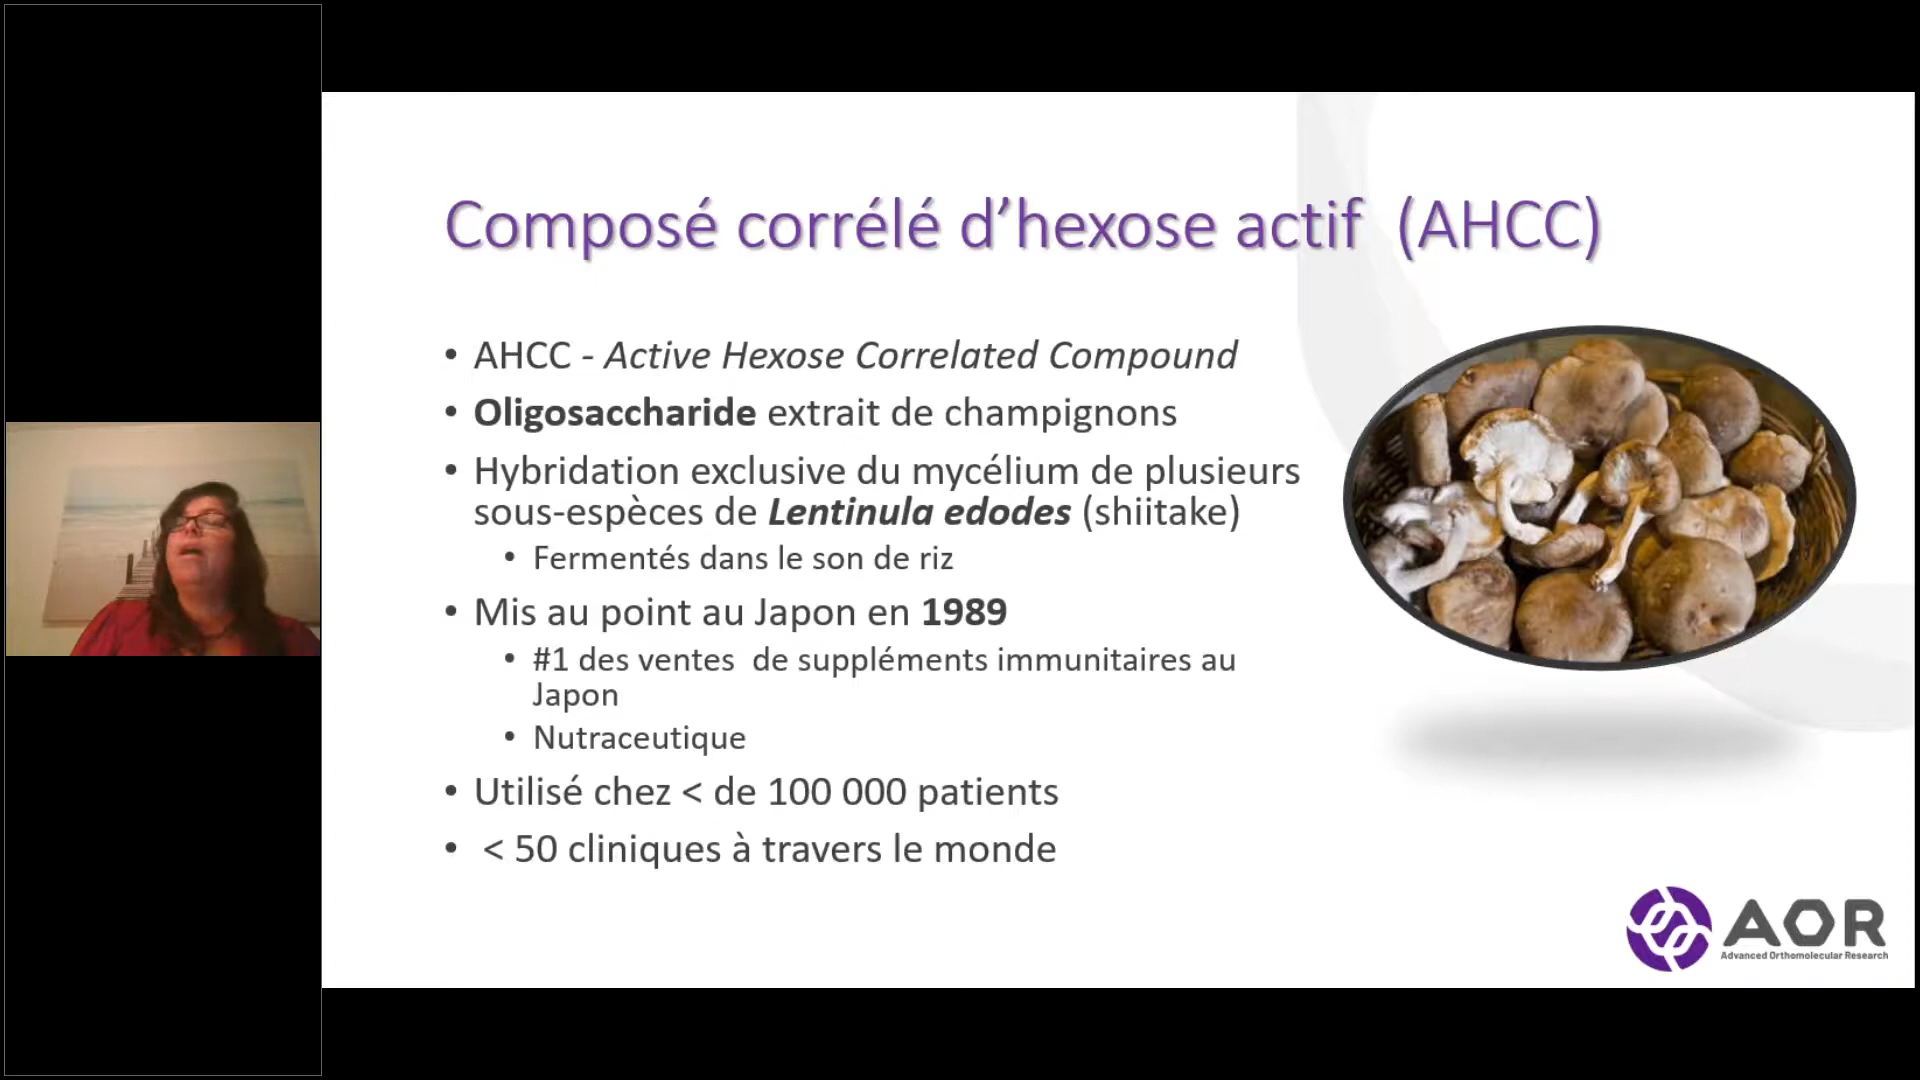 Composé corrélé d’hexose actif  (AHCC)
• AHCC - Active Hexose Correlated Compound
• Oligosaccharide extrait de champignons
• Hybridation exclusive du mycélium de plusieurs
sous-espèces de Lentinula edodes (shiitake)
• Fermentés dans le son de riz
• Mis au point au Japon en 1989
• #1 des ventes  de suppléments immunitaires au
Japon
• Nutraceutique
• Utilisé chez < de 100 000 patients
• < 50 cliniques à travers le monde
AOR
Advanced Orthomolecular Research